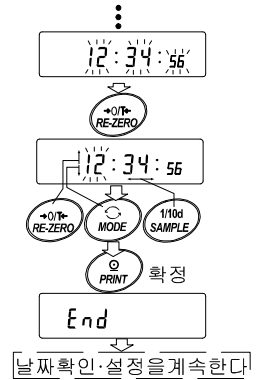 12:34:56
→0/T←
RE-ZERO
12:34:56
→0/T←
RE-ZERO
MODE
1/10d
SAMPLE
PRINT
확정
End
날짜확인·설정을계속한다